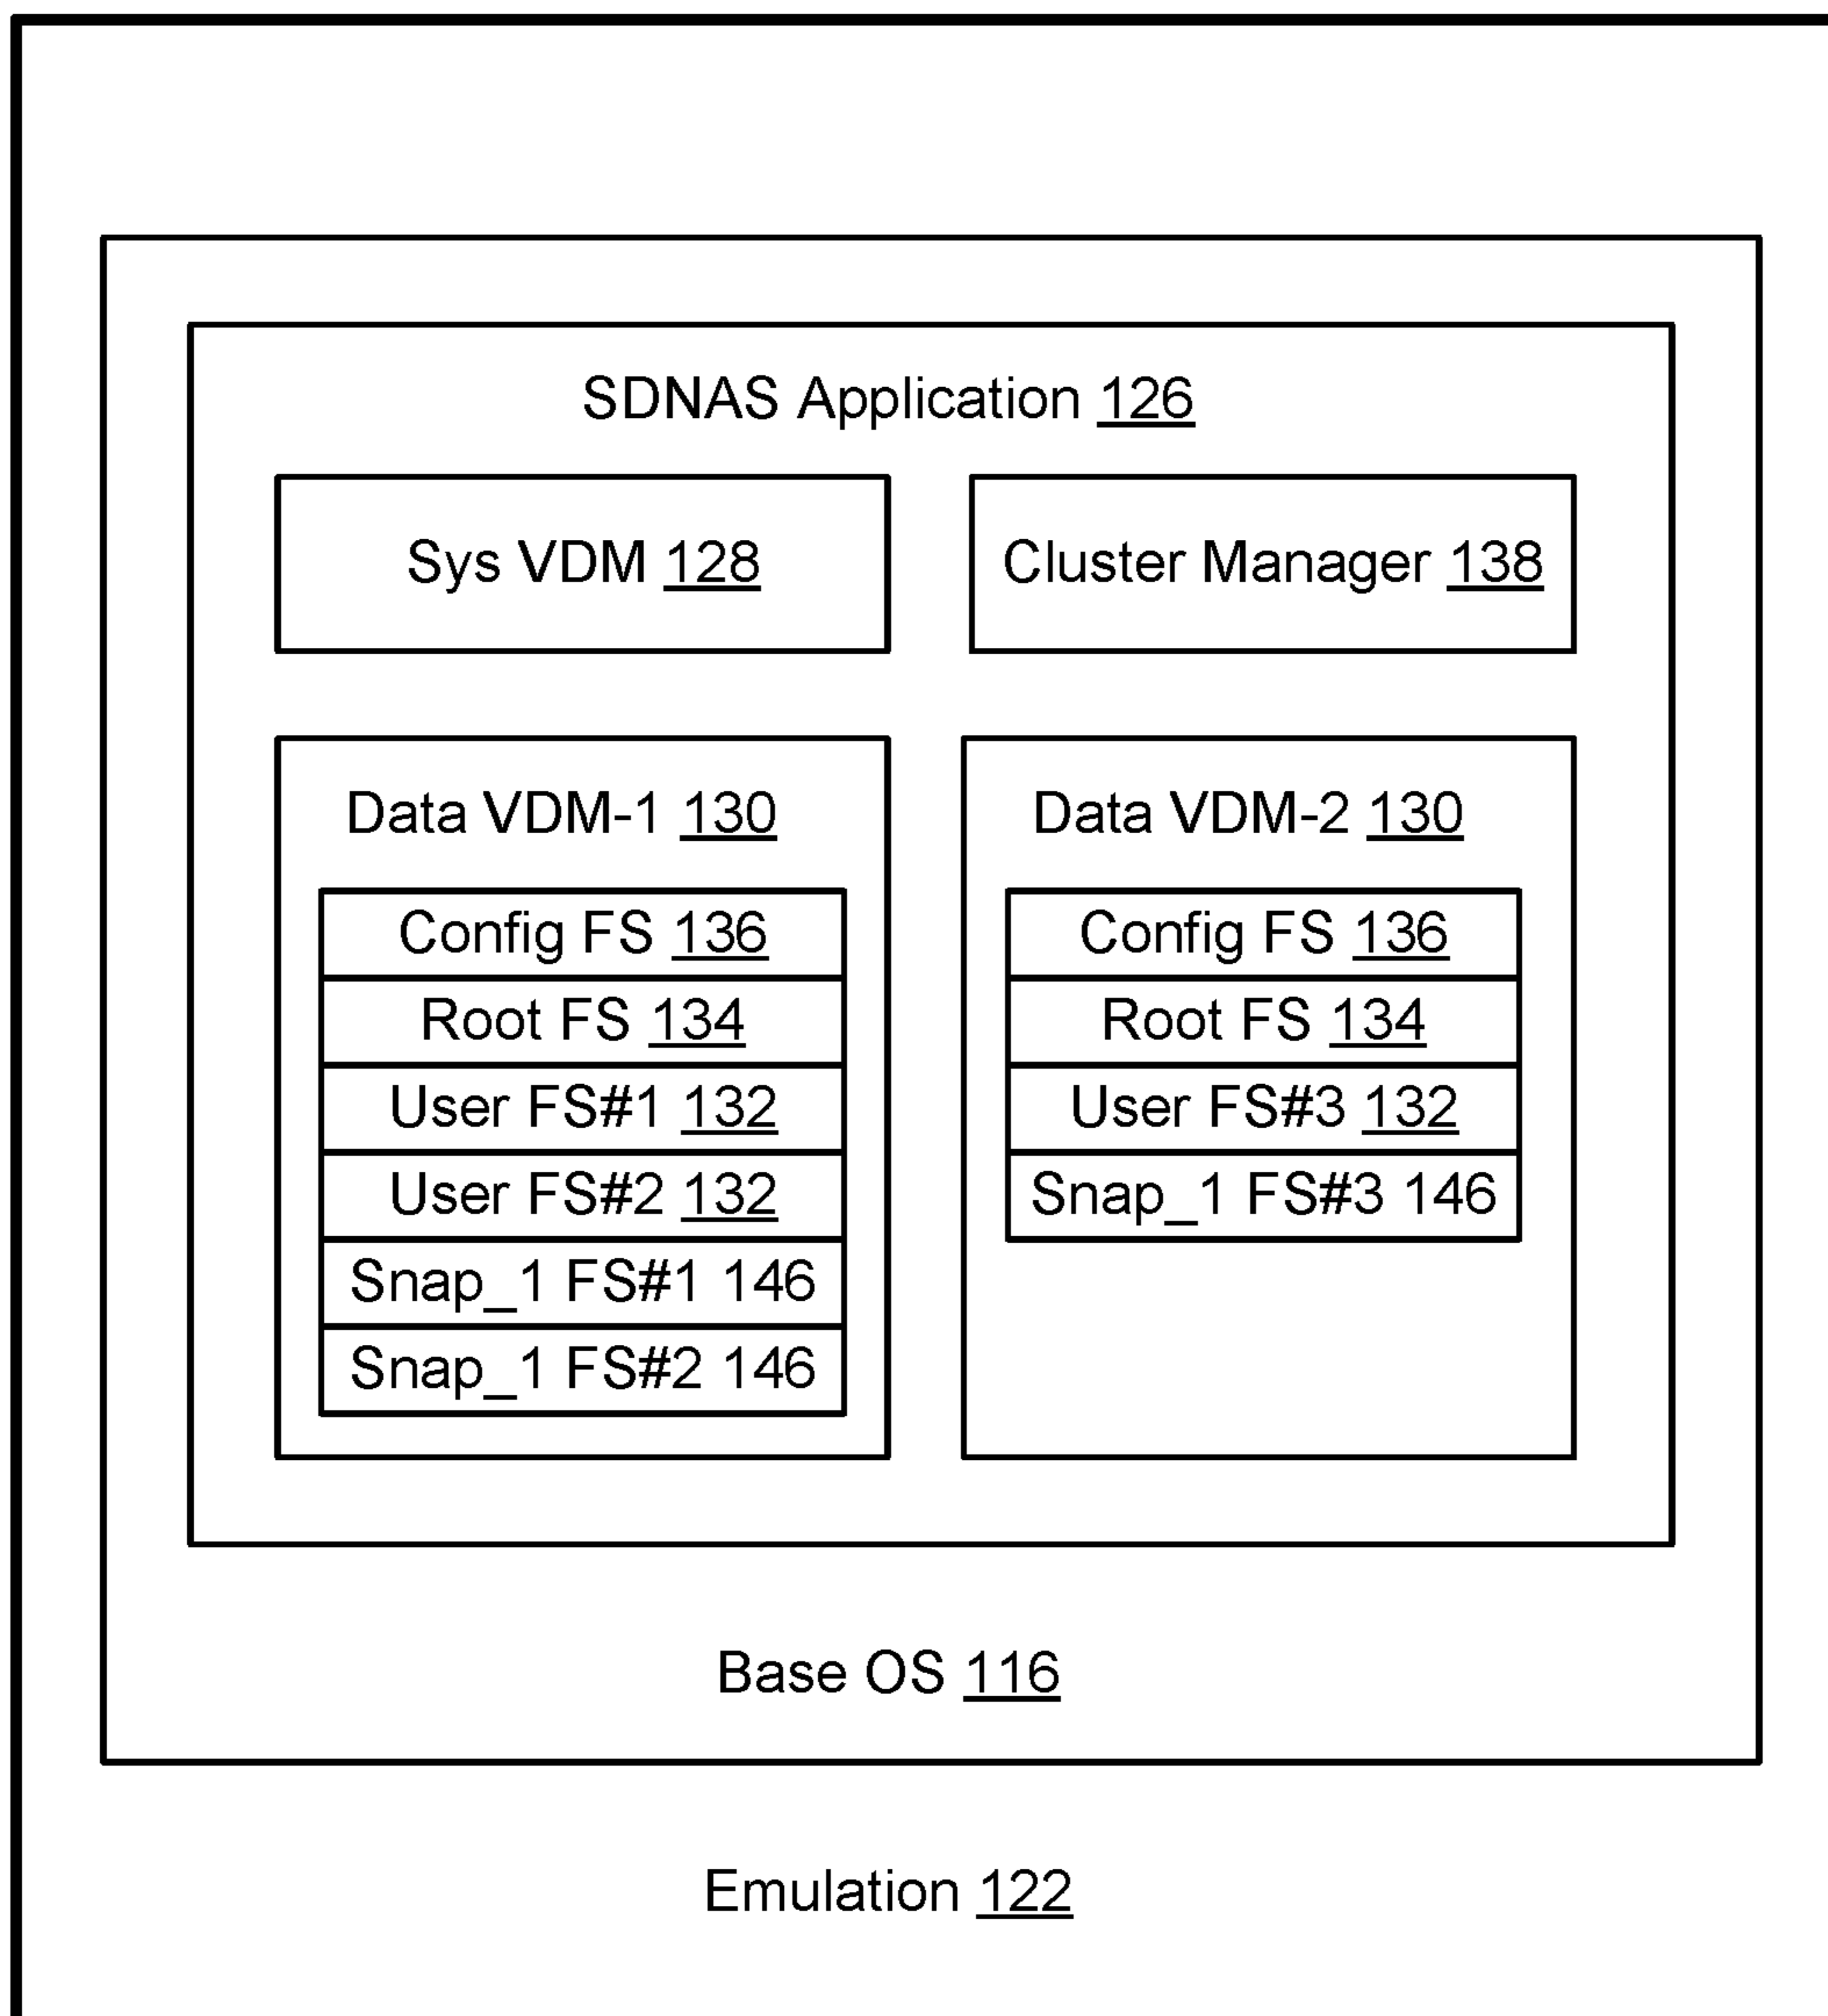 SDNAS Application 126
Sys VDM 128
Cluster Manager 138
Data VDM-1 130
Config FS 136
Root FS 134
User FS#1 132
User FS#2 132
Snap_1 FS#1 146
Snap_1 FS#2 146
Data VDM-2 130
Config FS 136
Root FS 134
User FS#3 132
Snap_1 FS#3 146
Base OS 116
Emulation 122